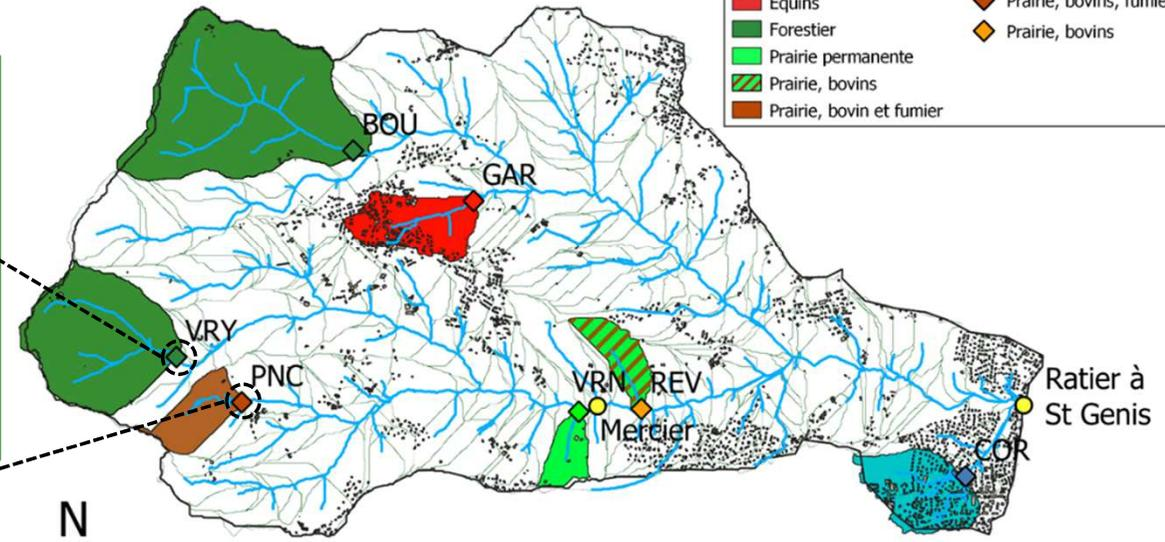 Equins
Forestier
Prairie permanente
Prairie, bovins
Prairie, bovin et fumier
Prairie, bovins
BOU
GAR
VRY
PNC
VRN
REV
Mercier
Ratier à
St Genis
COR
N